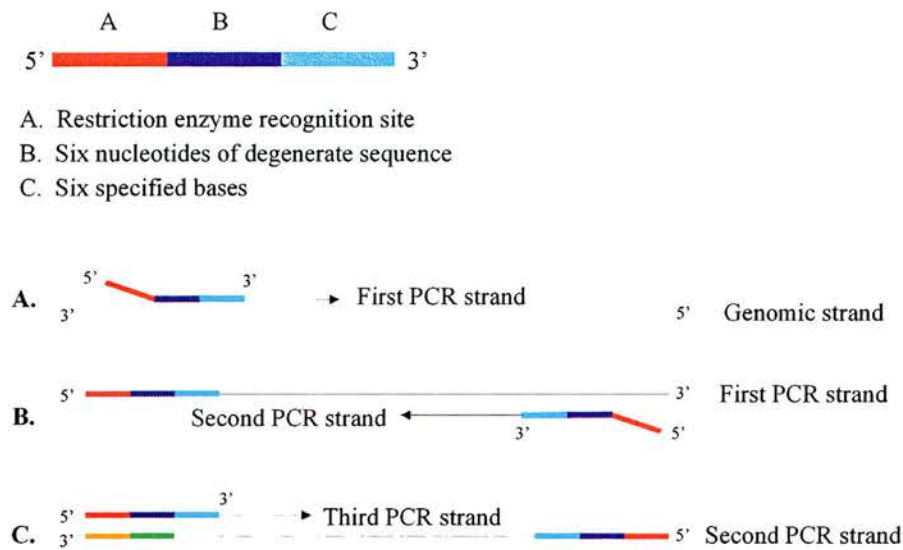 A B C
5’ 3’
A. Restriction enzyme recognition site
B. Six nucleotides of degenerate sequence
C. Six specified bases
5’ 3’
A. First PCR strand
3’ 5’ Genomic strand
5’ 3’ First PCR strand
B. Second PCR strand
3’ 5’
3’
5’ Third PCR strand
C. 3’ 5’ Second PCR strand